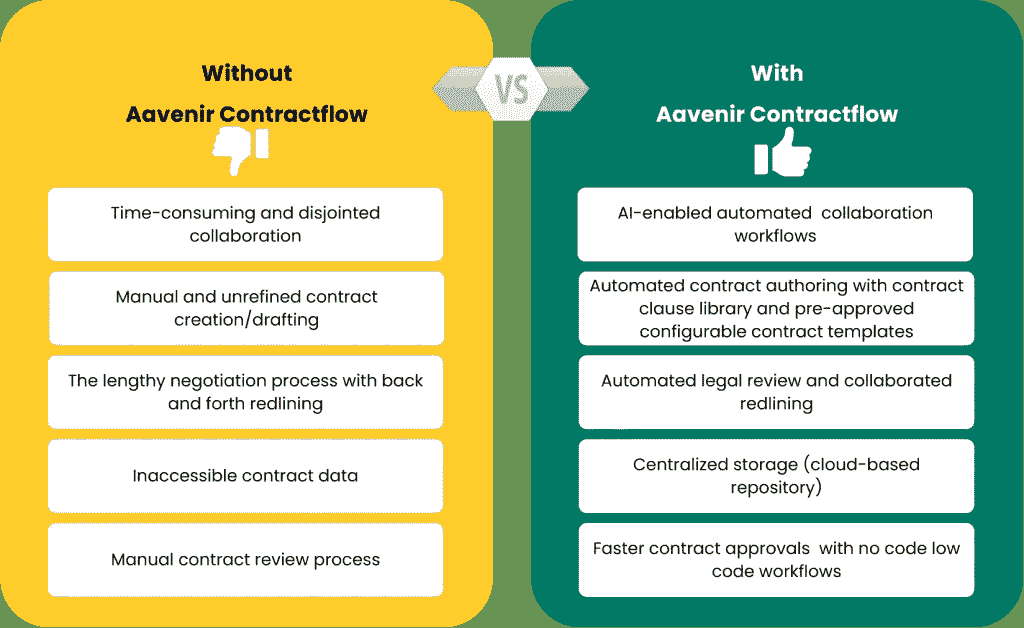 Without
Aavenir Contractflow
VS
With
Aavenir Contractflow
Time-consuming and disjointed
collaboration
Manual and unrefined contract
creation/drafting
The lengthy negotiation process with back
and forth redlining
Inaccessible contract data
Manual contract review process
AI-enabled automated collaboration
workflows
Automated contract authoring with contract
clause library and pre-approved
configurable contract templates
Automated legal review and collaborated
redlining
Centralized storage (cloud-based
repository)
Faster contract approvals with no code low
code workflows